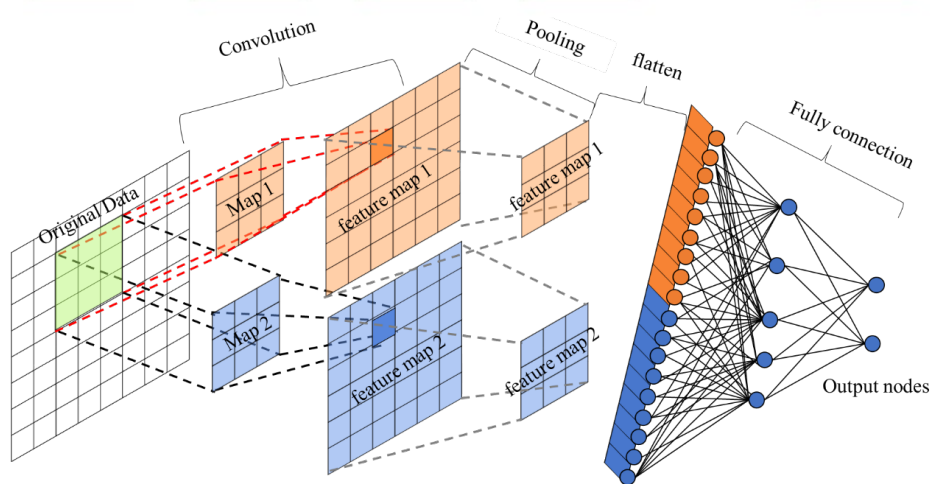 Convolution
Pooling
flatten
Fully connection
Original Data
Map 1
feature map 1
feature map 1
Map 2
feature map 2
feature map 2
Output nodes